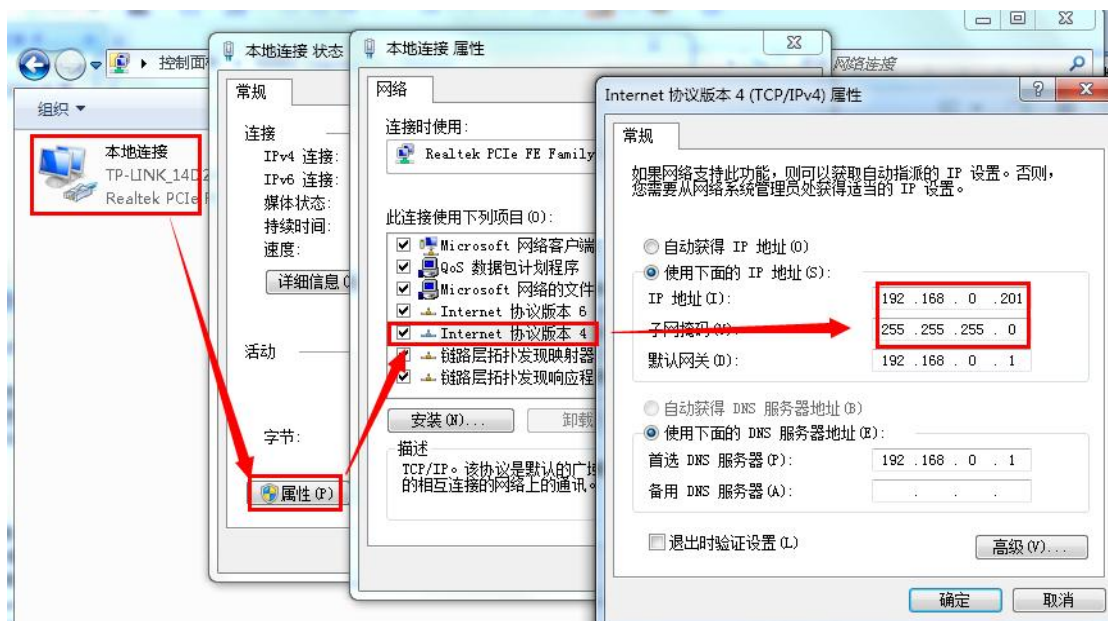 控制面
网络连接
组织
本地连接
TP-LINK_14D2
Realtek PCIe F
本地连接 状态
常规
连接
IPv4 连接:
IPv6 连接:
媒体状态:
持续时间:
速度:
详细信息(
活动
字节:
属性(P)
本地连接 属性
网络
连接时使用:
Realtek PCIe FE Family
此连接使用下列项目(O):
Microsoft 网络客户端
QoS 数据包计划程序
Microsoft 网络的文件
Internet 协议版本 6
Internet 协议版本 4
链路层拓扑发现映射器
链路层拓扑发现响应程
安装(N)...
卸载
描述
TCP/IP。该协议是默认的广域
的相互连接的网络上的通讯。
Internet 协议版本 4 (TCP/IPv4) 属性
常规
如果网络支持此功能，则可以获取自动指派的 IP 设置。否则，
您需要从网络系统管理员处获得适当的 IP 设置。
自动获得 IP 地址(O)
使用下面的 IP 地址(S):
IP 地址(I): 192 .168 . 0 .201
子网掩码(U): 255 .255 .255 . 0
默认网关(D): 192 .168 . 0 . 1
自动获得 DNS 服务器地址(B)
使用下面的 DNS 服务器地址(E):
首选 DNS 服务器(P): 192 .168 . 0 . 1
备用 DNS 服务器(A): . . .
退出时验证设置(L)
高级(V)...
确定
取消